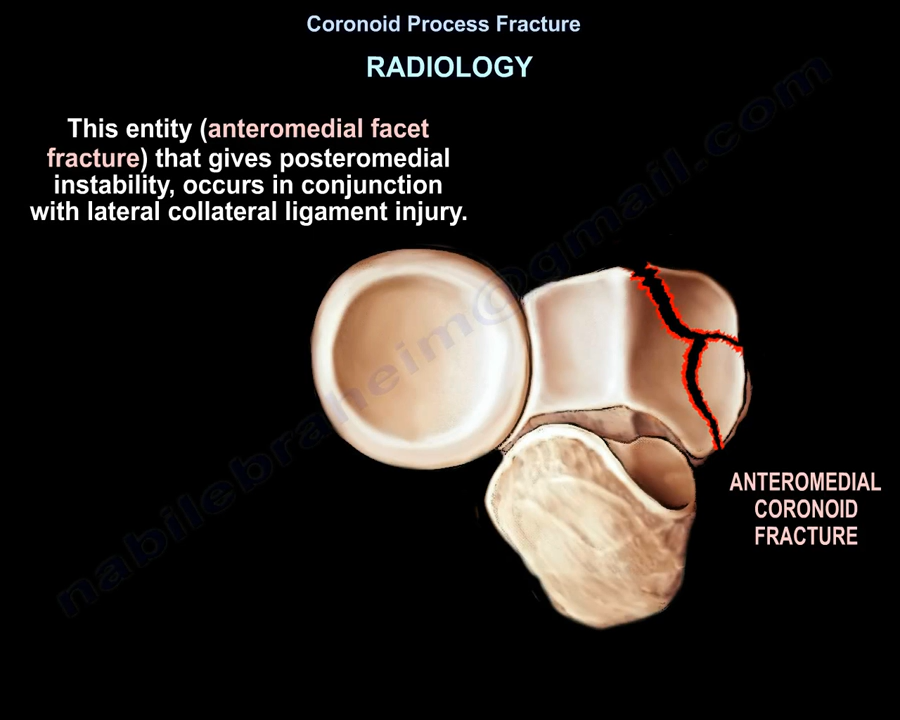 Coronoid Process Fracture
RADIOLOGY
This entity (anteromedial facet
fracture) that gives posteromedial
instability, occurs in conjunction
with lateral collateral ligament injury.
nabilebraheim@gmail.com
ANTEROMEDIAL
CORONOID
FRACTURE